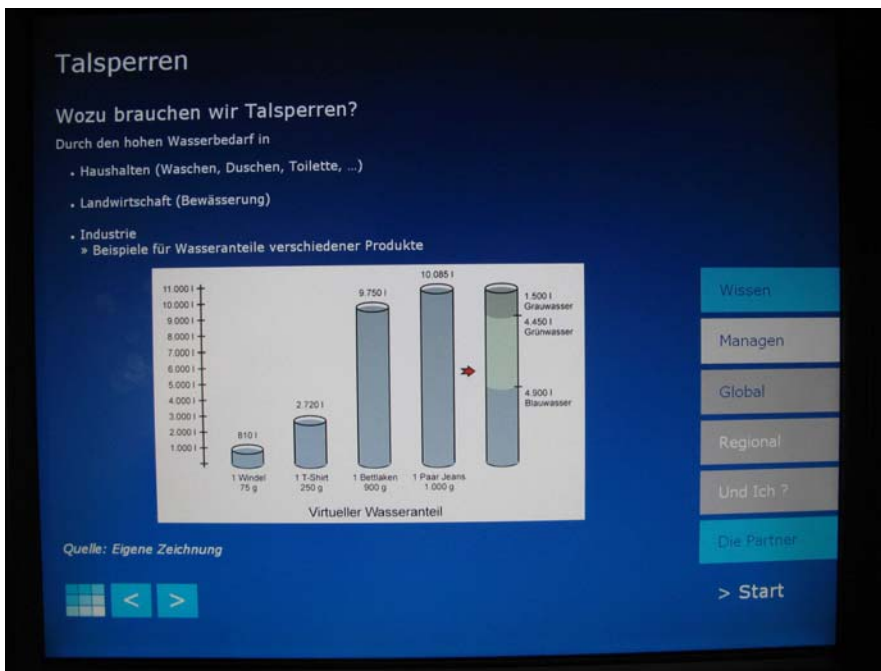 Talsperren
Wozu brauchen wir Talsperren?
Durch den hohen Wasserbedarf in
• Haushalten (Waschen, Duschen, Toilette, ...)
• Landwirtschaft (Bewässerung)
• Industrie
» Beispiele für Wasseranteile verschiedener Produkte
11.000 l
10.000 l
9.000 l
8.000 l
7.000 l
6.000 l
5.000 l
4.000 l
3.000 l
2.000 l
1.000 l
810 l
2.720 l
9.750 l
10.085 l
1.500 l
Grauwasser
4.450 l
Grünwasser
4.900 l
Blauwasser
1 Windel
75 g
1 T-Shirt
250 g
1 Bettlaken
900 g
1 Paar Jeans
1.000 g
Virtueller Wasseranteil
Quelle: Eigene Zeichnung
Wissen
Managen
Global
Regional
Und Ich ?
Die Partner
< >
> Start